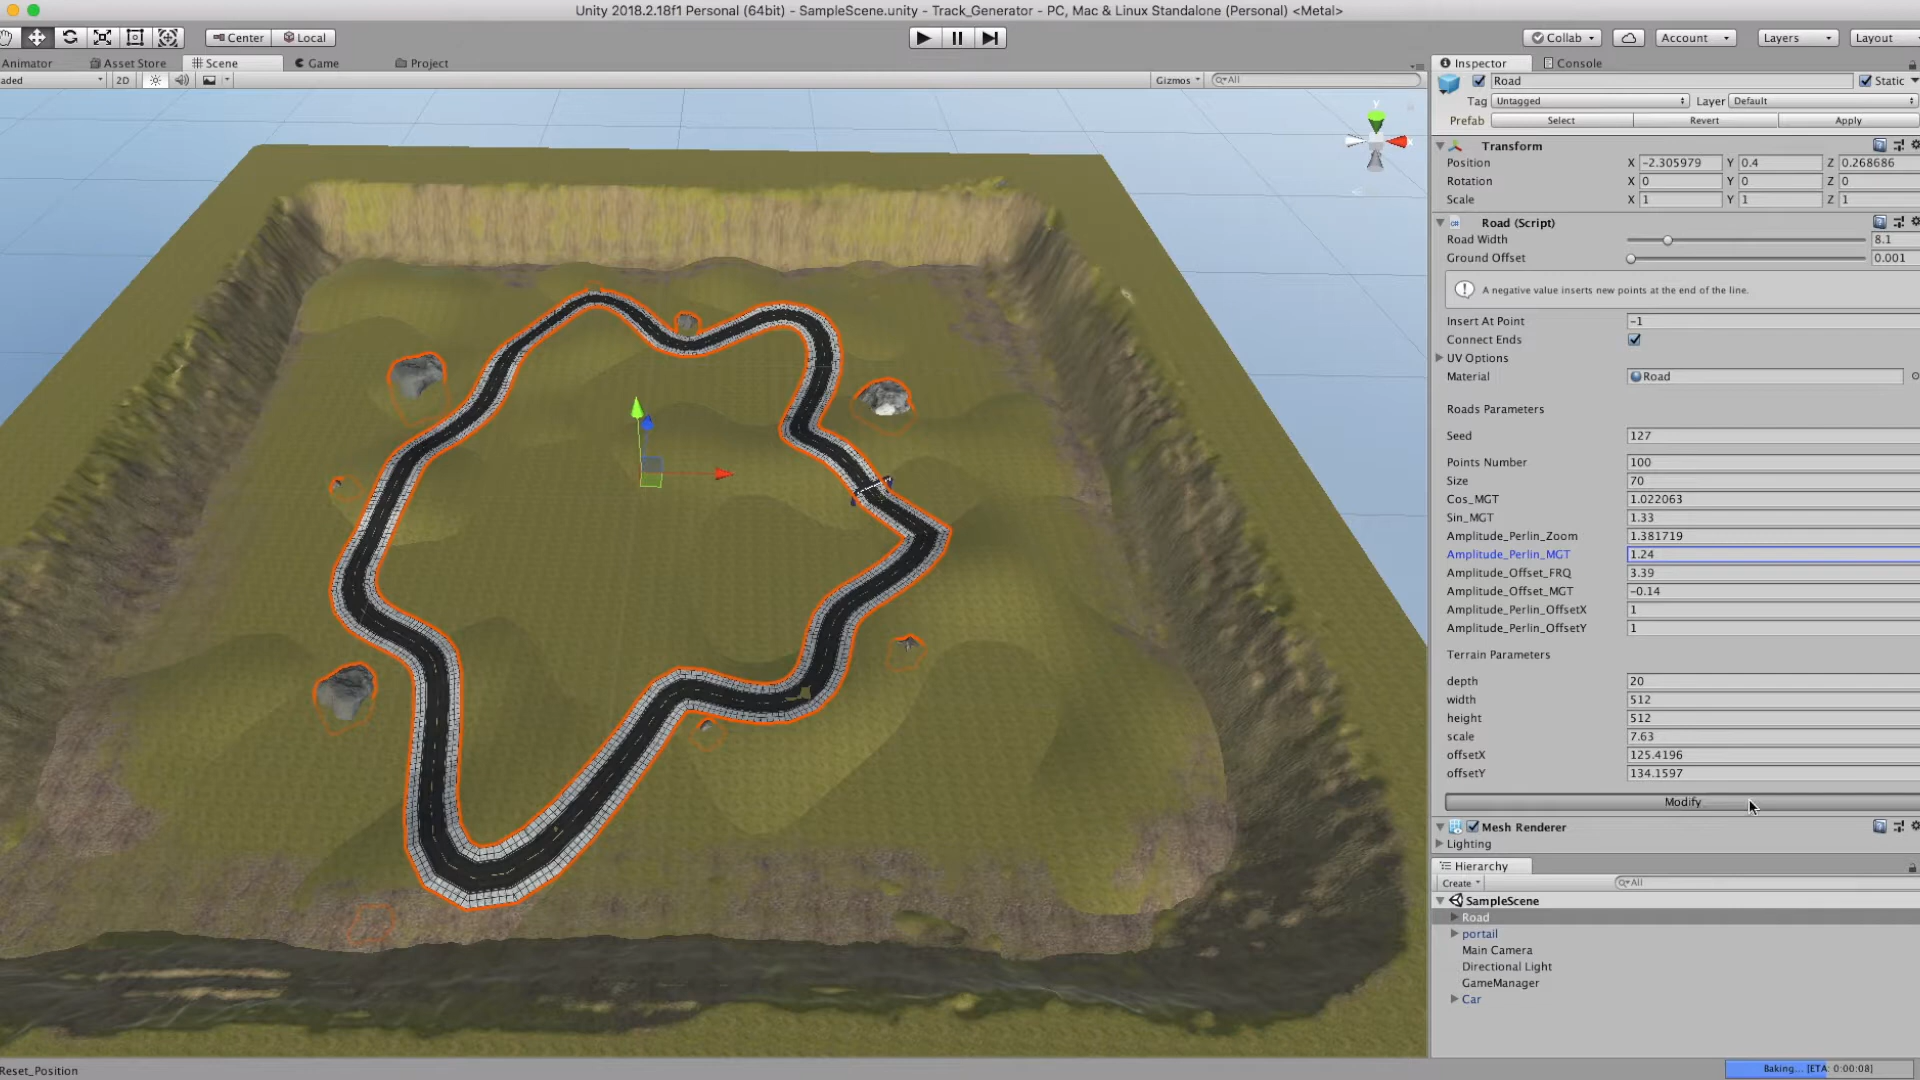 Unity 2018.2.18f1 Personal (64bit) - SampleScene.unity - Track_Generator - PC, Mac & Linux Standalone (Personal) <Metal>
Center Local
Collab Account Layers Layout
Animator Asset Store Scene Game Project
aded 2D Gizmos All
y
x
Inspector Console
Road Static
Tag Untagged Layer Default
Prefab Select Revert Apply
Transform
Position X -2.305979 Y 0.4 Z 0.268686
Rotation X 0 Y 0 Z 0
Scale X 1 Y 1 Z 1
Road (Script)
Road Width 8.1
Ground Offset 0.001
A negative value inserts new points at the end of the line.
Insert At Point -1
Connect Ends
UV Options
Material Road
Roads Parameters
Seed 127
Points Number 100
Size 70
Cos_MGT 1.022063
Sin_MGT 1.33
Amplitude_Perlin_Zoom 1.381719
Amplitude_Perlin_MGT 1.24
Amplitude_Offset_FRQ 3.39
Amplitude_Offset_MGT -0.14
Amplitude_Perlin_OffsetX 1
Amplitude_Perlin_OffsetY 1
Terrain Parameters
depth 20
width 512
height 512
scale 7.63
offsetX 125.4196
offsetY 134.1597
Modify
Mesh Renderer
Lighting
Hierarchy
Create All
SampleScene
Road
portail
Main Camera
Directional Light
GameManager
Car
Reset_Position
Baking... [ETA: 0:00:08]